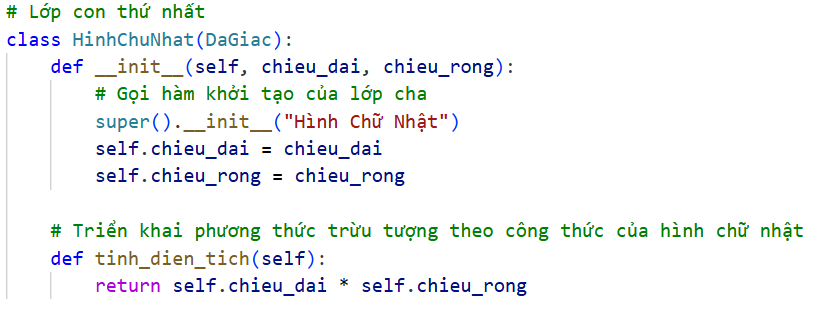 # Lớp con thứ nhất
class HinhChuNhat(DaGiac):
    def __init__(self, chieu_dai, chieu_rong):
        # Gọi hàm khởi tạo của lớp cha
        super().__init__("Hình Chữ Nhật")
        self.chieu_dai = chieu_dai
        self.chieu_rong = chieu_rong

    # Triển khai phương thức trừu tượng theo công thức của hình chữ nhật
    def tinh_dien_tich(self):
        return self.chieu_dai * self.chieu_rong